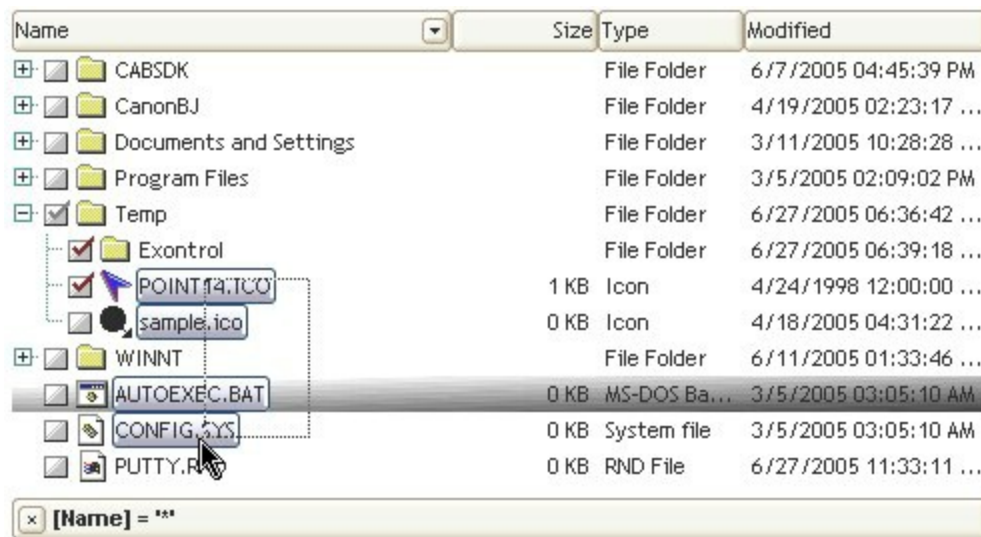 Name Size Type Modified
CABSDK File Folder 6/7/2005 04:45:39 PM
CanonBJ File Folder 4/19/2005 02:23:17 ...
Documents and Settings File Folder 3/11/2005 10:28:28 ...
Program Files File Folder 3/5/2005 02:09:02 PM
Temp File Folder 6/27/2005 06:36:42 ...
Exontrol File Folder 6/27/2005 06:39:18 ...
POINT14.ICO 1 KB Icon 4/24/1998 12:00:00 ...
sample.ico 0 KB Icon 4/18/2005 04:31:22 ...
WINNT File Folder 6/11/2005 01:33:46 ...
AUTOEXEC.BAT 0 KB MS-DOS Ba... 3/5/2005 03:05:10 AM
CONFIG.SYS 0 KB System file 3/5/2005 03:05:10 AM
PUTTY.RND 0 KB RND File 6/27/2005 11:33:11 ...
[Name] = '*'